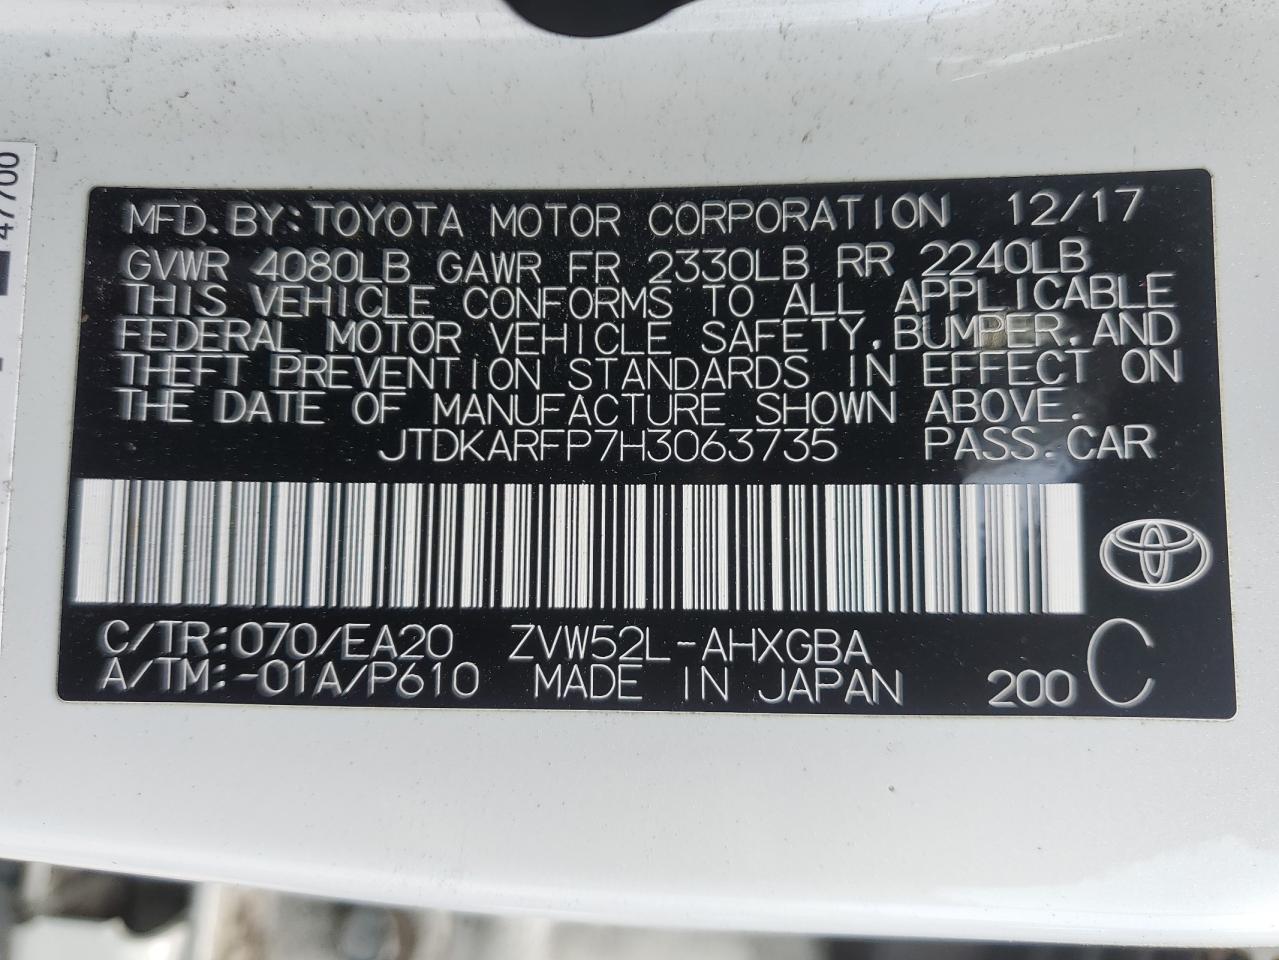 47700
MFD.BY:TOYOTA MOTOR CORPORATION 12/17
GVWR 4080LB GAWR FR 2330LB RR 2240LB
THIS VEHICLE CONFORMS TO ALL APPLICABLE
FEDERAL MOTOR VEHICLE SAFETY,BUMPER,AND
THEFT PREVENTION STANDARDS IN EFFECT ON
THE DATE OF MANUFACTURE SHOWN ABOVE.
JTDKARFP7H3063735 PASS.CAR
C/TR:070/EA20 ZVW52L-AHXGBA
A/TM:-01A/P610 MADE IN JAPAN 200 C